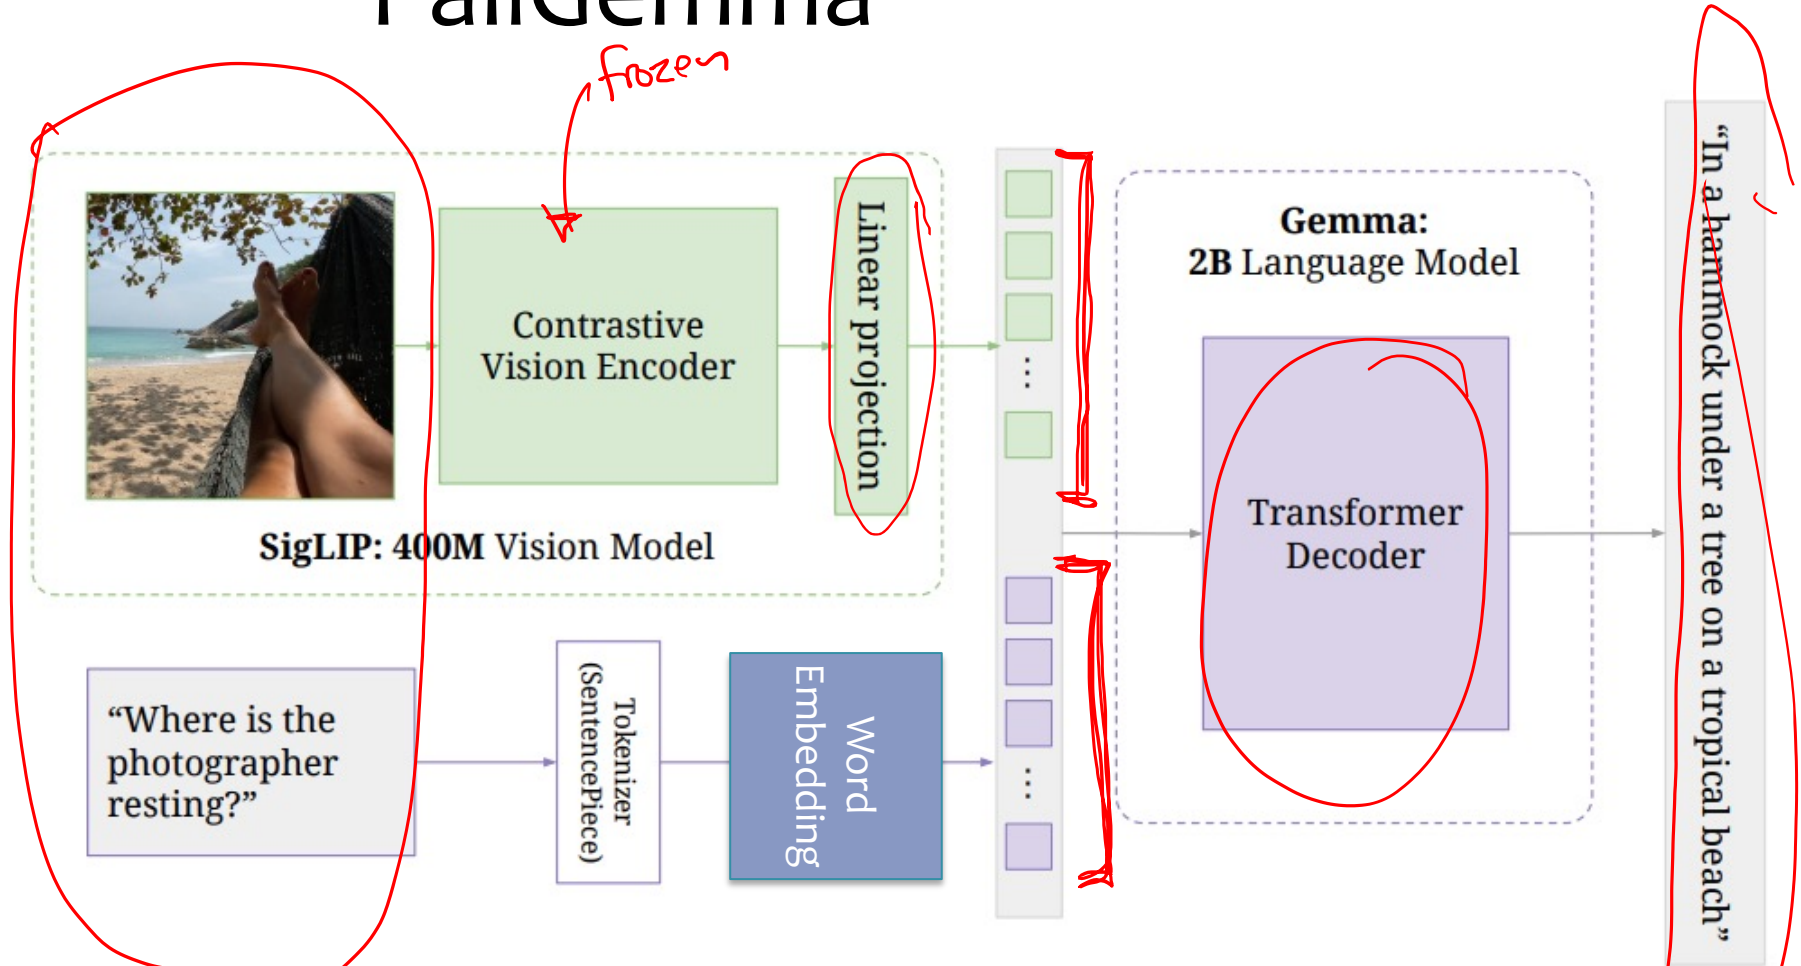 PaliGemma
frozen
Contrastive
Vision Encoder
Linear projection
SigLIP: 400M Vision Model
Gemma:
2B Language Model
Transformer
Decoder
“Where is the
photographer
resting?”
Tokenizer
(SentencePiece)
Word
Embedding
...
...
“In a hammock under a tree on a tropical beach”